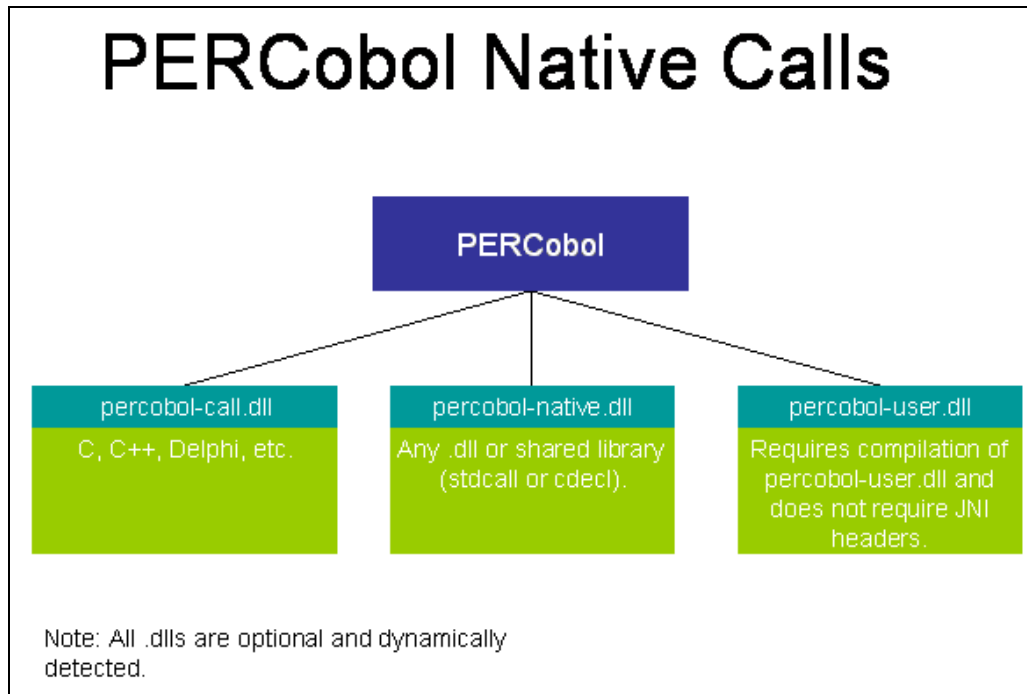 PERCobol Native Calls
PERCobol
percobol-call.dll
C, C++, Delphi, etc.
percobol-native.dll
Any .dll or shared library
(stdcall or cdecl).
percobol-user.dll
Requires compilation of
percobol-user.dll and
does not require JNI
headers.
Note: All .dlls are optional and dynamically
detected.